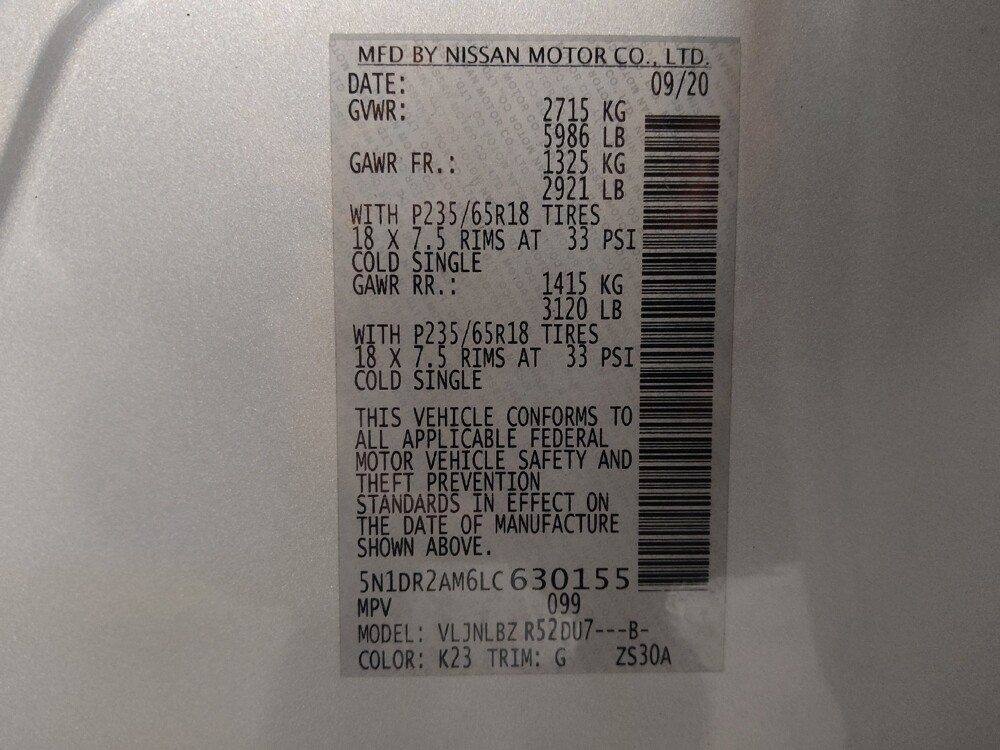 MFD BY NISSAN MOTOR CO., LTD.
DATE: 09/20
GVWR: 2715 KG
5986 LB
GAWR FR.: 1325 KG
2921 LB
WITH P235/65R18 TIRES
18 X 7.5 RIMS AT 33 PSI
COLD SINGLE
GAWR RR.: 1415 KG
3120 LB
WITH P235/65R18 TIRES
18 X 7.5 RIMS AT 33 PSI
COLD SINGLE
THIS VEHICLE CONFORMS TO
ALL APPLICABLE FEDERAL
MOTOR VEHICLE SAFETY AND
THEFT PREVENTION
STANDARDS IN EFFECT ON
THE DATE OF MANUFACTURE
SHOWN ABOVE.
5N1DR2AM6LC630155
MPV 099
MODEL: VLJNLBZ R52DU7---B-
COLOR: K23 TRIM: G ZS30A